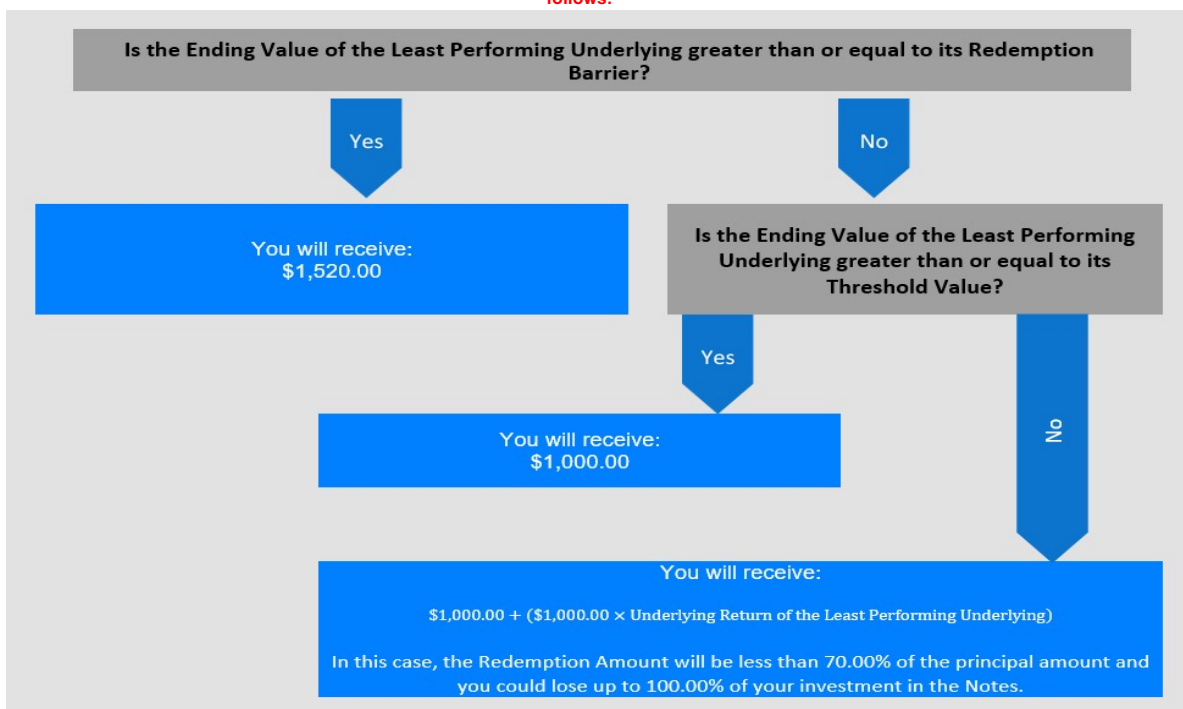 follows:
Is the Ending Value of the Least Performing Underlying greater than or equal to its Redemption
Barrier?
Yes
No
You will receive:
$1,520.00
Is the Ending Value of the Least Performing
Underlying greater than or equal to its
Threshold Value?
Yes
No
You will receive:
$1,000.00
You will receive:
$1,000.00 + ($1,000.00 × Underlying Return of the Least Performing Underlying)
In this case, the Redemption Amount will be less than 70.00% of the principal amount and
you could lose up to 100.00% of your investment in the Notes.